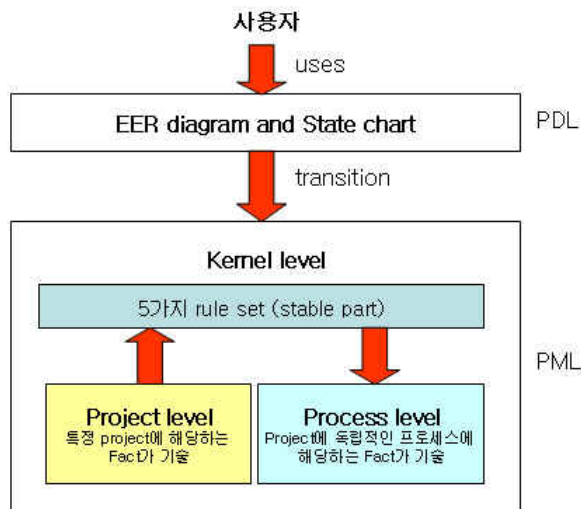 사용자
uses
EER diagram and State chart
PDL
transition
Kernel level
5가지 rule set (stable part)
PML
Project level
특정 project에 해당하는
Fact가 기술
Process level
Project에 독립적인 프로세스에
해당하는 Fact가 기술